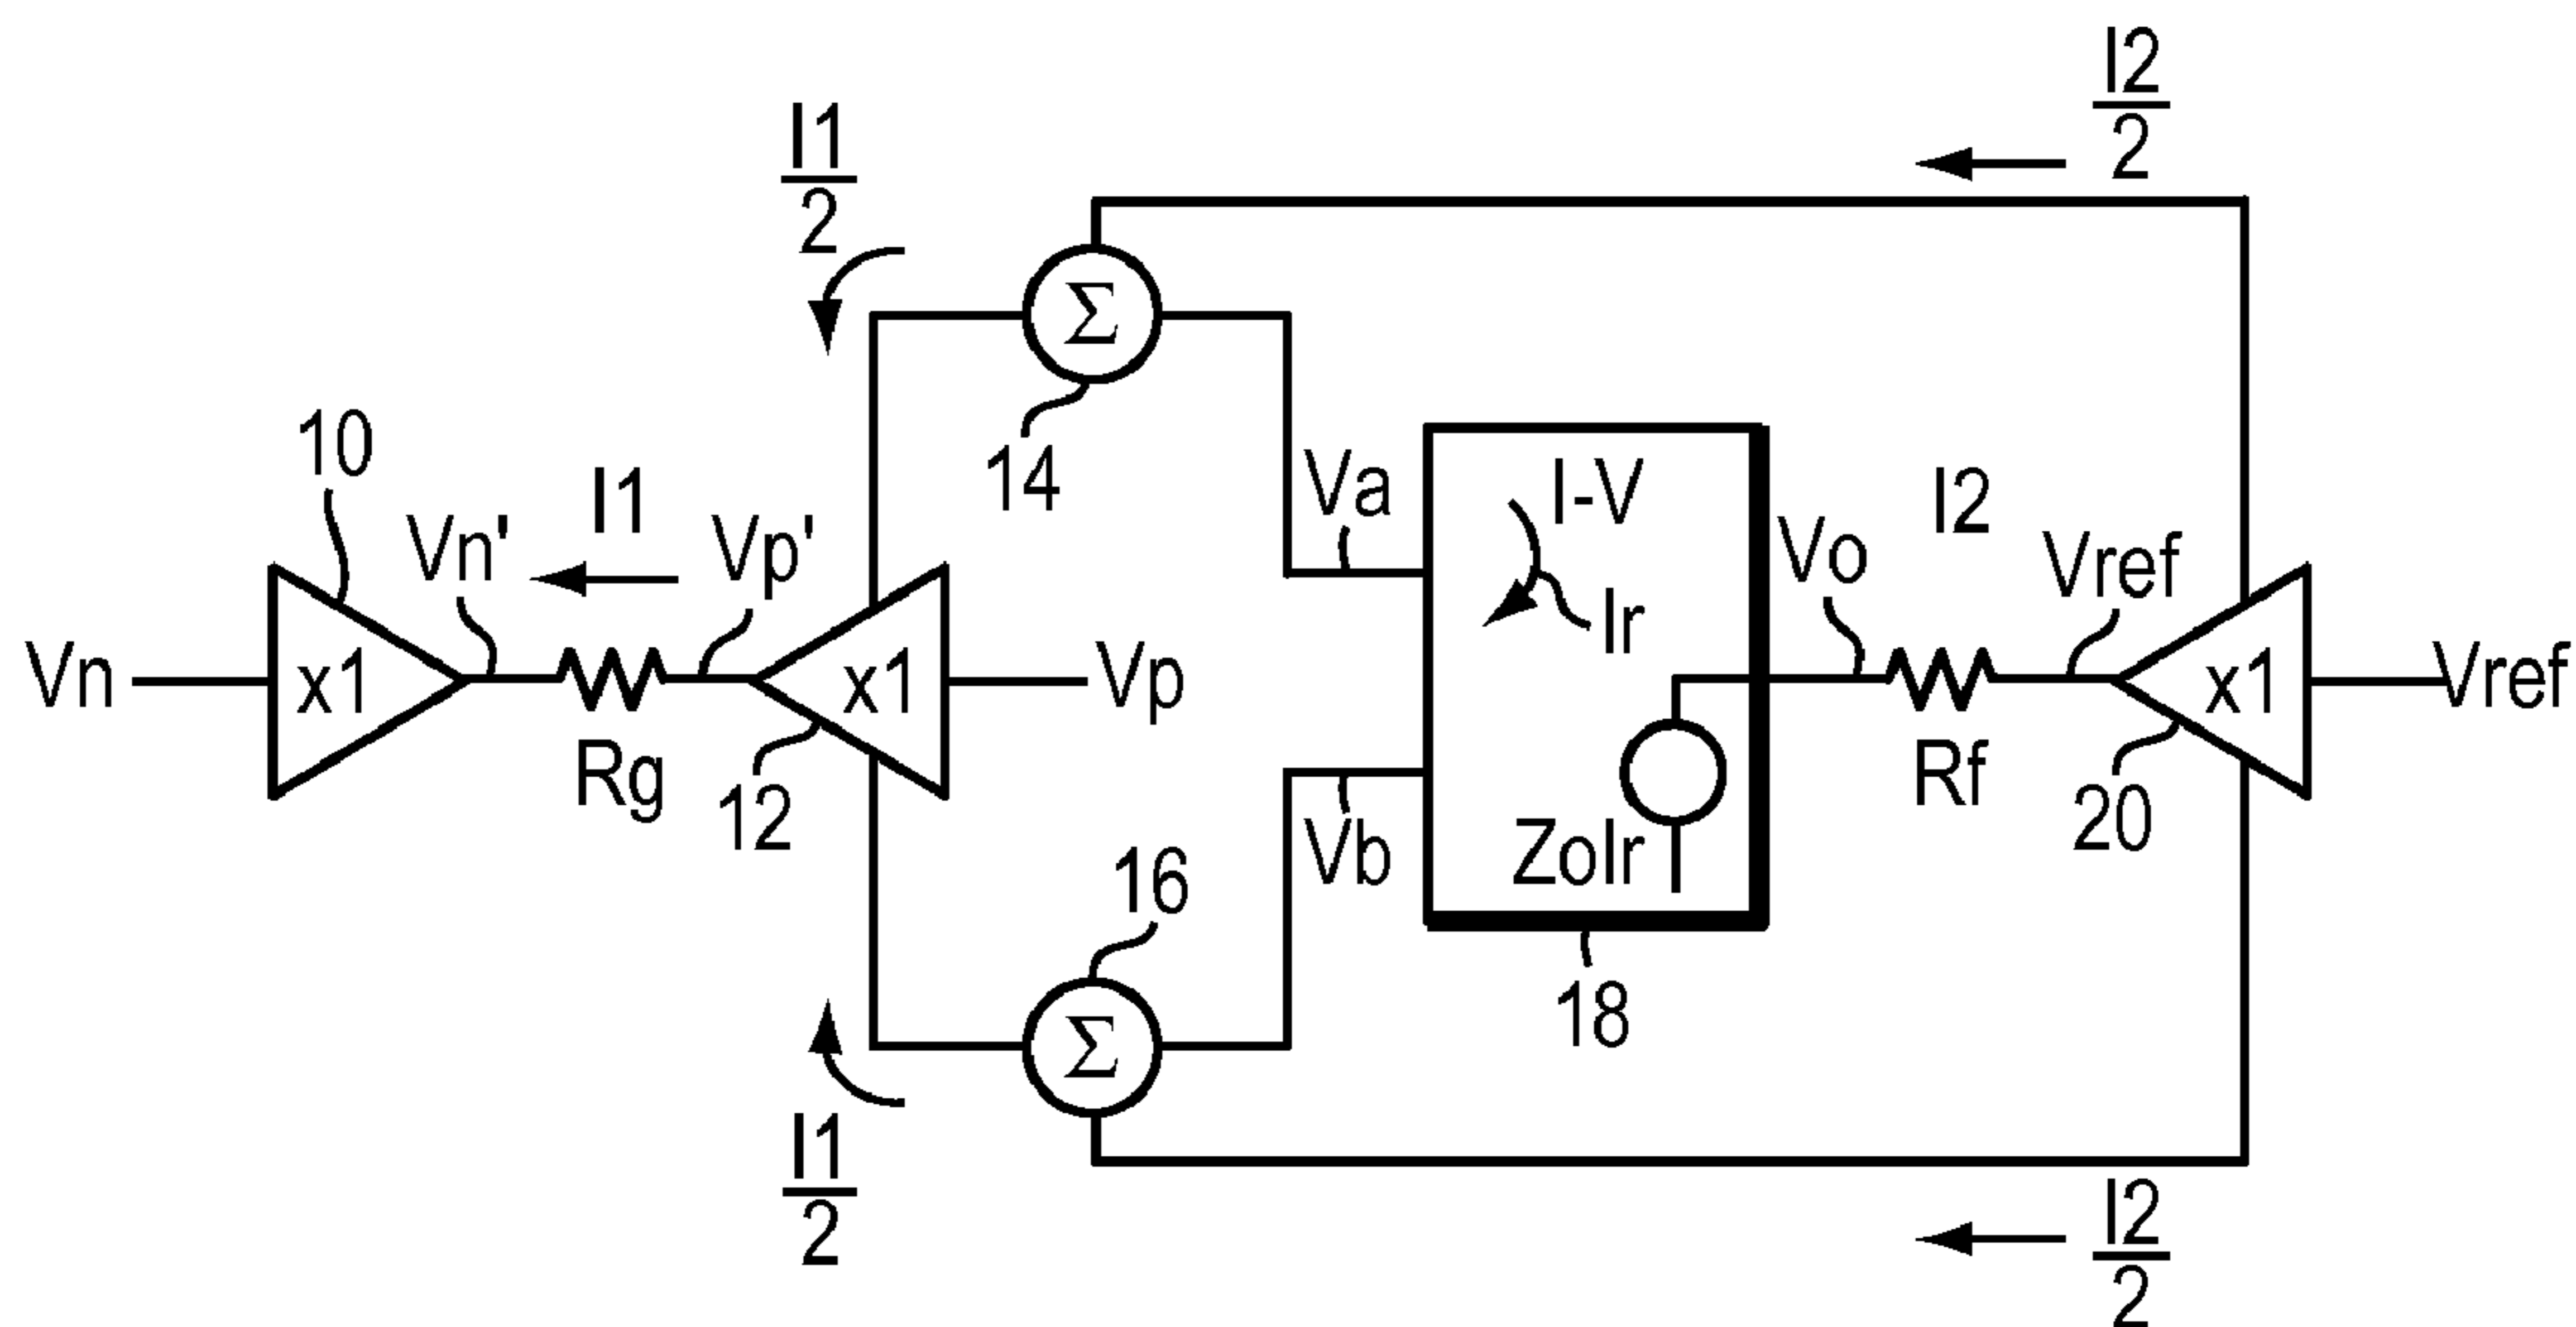 I1
2
I2
2
10
Vn'
I1
Vp'
14
Va
I-V
Ir
Vo
I2
Vref
Σ
Vn
x1
Rg
12
x1
Vp
Vb
ZoIr
Rf
20
x1
Vref
16
Σ
18
I1
2
I2
2